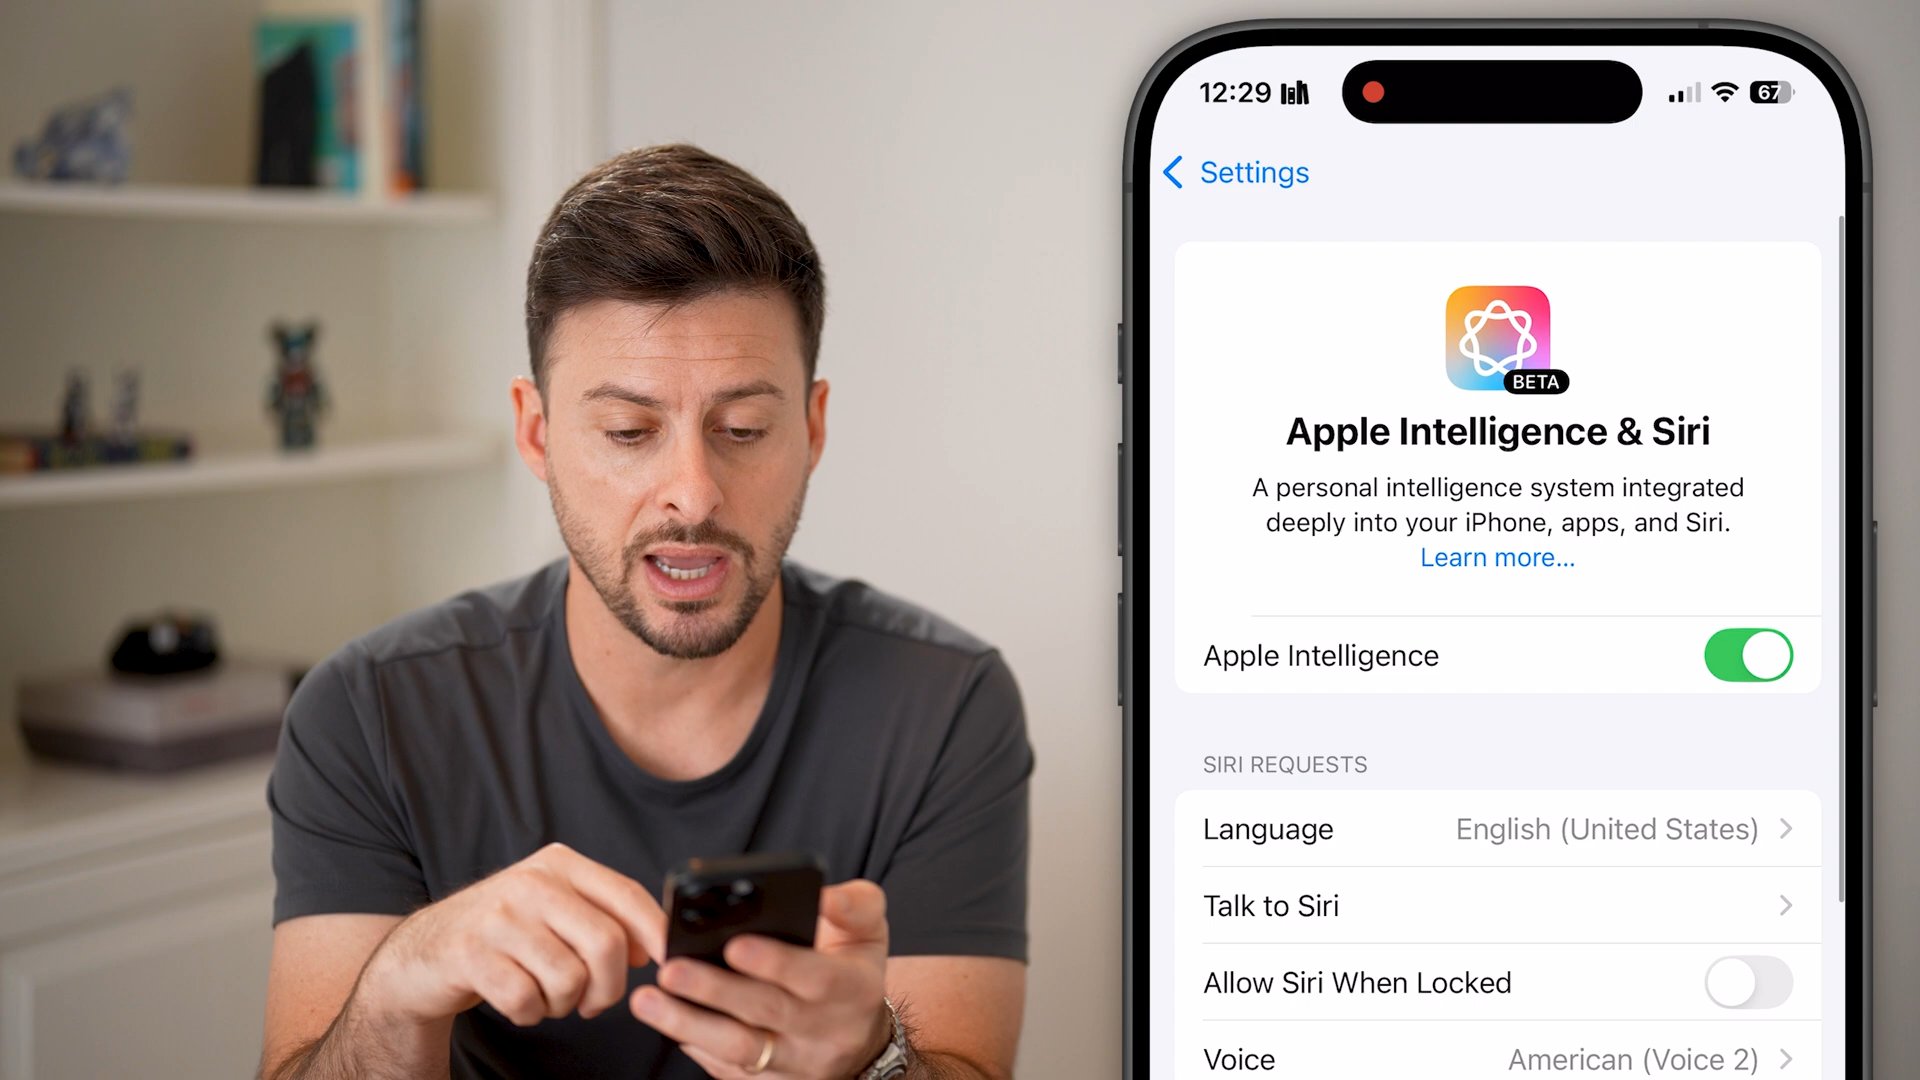 12:29
67
Settings
BETA
Apple Intelligence & Siri
A personal intelligence system integrated
deeply into your iPhone, apps, and Siri.
Learn more...
Apple Intelligence
SIRI REQUESTS
Language English (United States)
Talk to Siri
Allow Siri When Locked
Voice American (Voice 2)